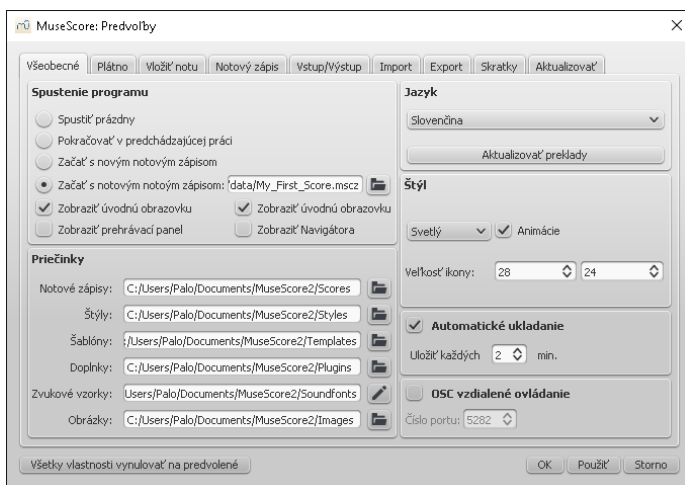 MuseScore: Predvoľby
Všeobecné Plátno Vložiť notu Notový zápis Vstup/Výstup Import Export Skratky Aktualizovať
Spustenie programu
Spustiť prázdny
Pokračovať v predchádzajúcej práci
Začať s novým notovým zápisom
Začať s notovým notoým zápisom: 'data/My_First_Score.mscz
Zobraziť úvodnú obrazovku Zobraziť úvodnú obrazovku
Zobraziť prehrávací panel Zobraziť Navigátora
Priečinky
Notové zápisy: C:/Users/Palo/Documents/MuseScore2/Scores
Štýly: C:/Users/Palo/Documents/MuseScore2/Styles
Šablóny: :/Users/Palo/Documents/MuseScore2/Templates
Doplnky: C:/Users/Palo/Documents/MuseScore2/Plugins
Zvukové vzorky: Users/Palo/Documents/MuseScore2/Soundfonts
Obrázky: C:/Users/Palo/Documents/MuseScore2/Images
Jazyk
Slovenčina
Aktualizovať preklady
Štýl
Svetlý Animácie
Veľkosť ikony: 28 24
Automatické ukladanie
Uložiť každých 2 min.
OSC vzdialené ovládanie
Číslo portu: 5282
Všetky vlastnosti vynulovať na predvolené OK Použiť Storno